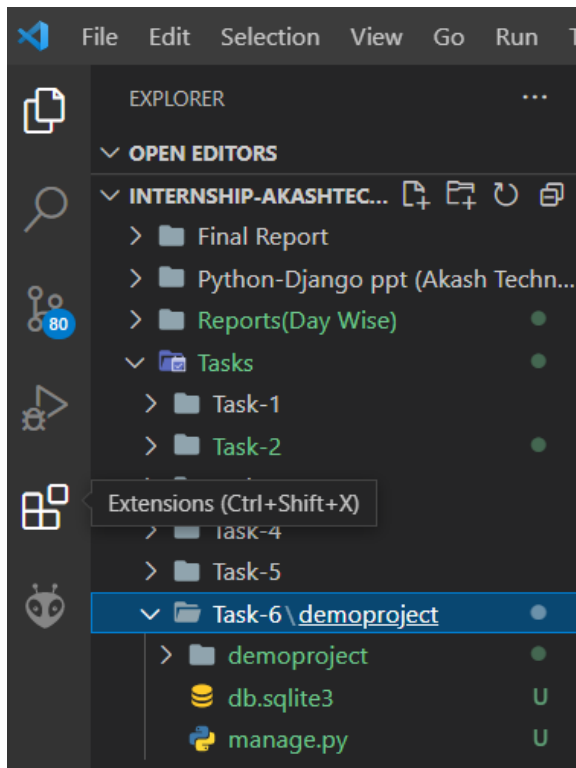 File Edit Selection View Go Run
EXPLORER ...
OPEN EDITORS
INTERNSHIP-AKASHTEC...
Final Report
Python-Django ppt (Akash Techn...
Reports(Day Wise)
80
Tasks
Task-1
Task-2
Extensions (Ctrl+Shift+X)
Task-4
Task-5
Task-6\demoproject
demoproject
db.sqlite3 U
manage.py U